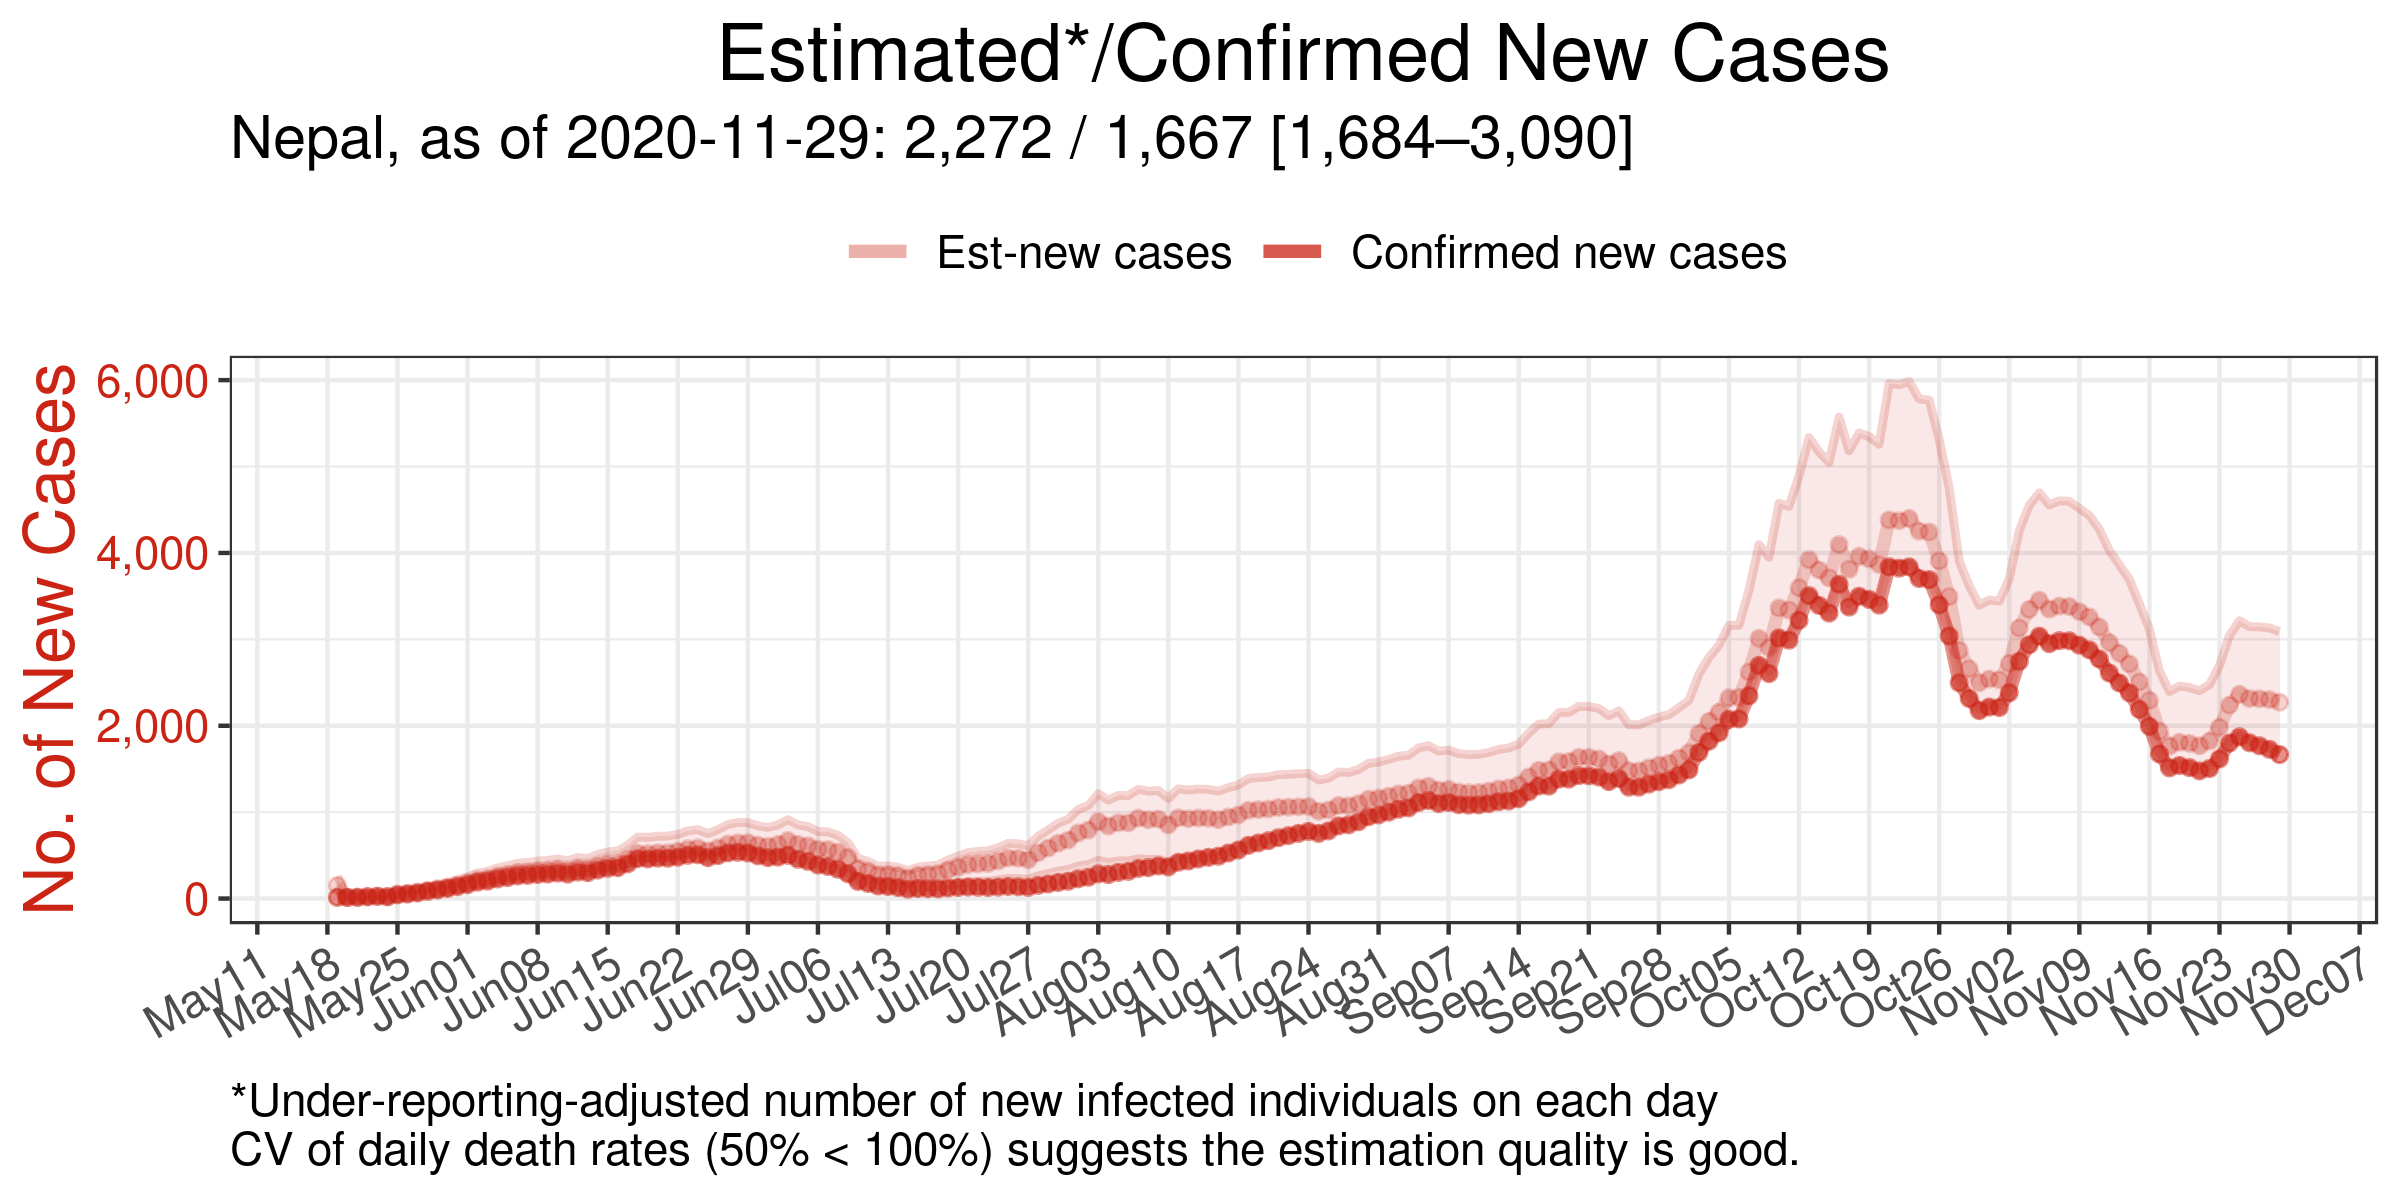 Estimated*/Confirmed New Cases
Nepal, as of 2020-11-29: 2,272 / 1,667 [1,684–3,090]
Est-new cases
Confirmed new cases
No. of New Cases
6,000
4,000
2,000
0
May11
May18
May25
Jun01
Jun08
Jun15
Jun22
Jun29
Jul06
Jul13
Jul20
Jul27
Aug03
Aug10
Aug17
Aug24
Aug31
Sep07
Sep14
Sep21
Sep28
Oct05
Oct12
Oct19
Oct26
Nov02
Nov09
Nov16
Nov23
Nov30
Dec07
*Under-reporting-adjusted number of new infected individuals on each day
CV of daily death rates (50% < 100%) suggests the estimation quality is good.